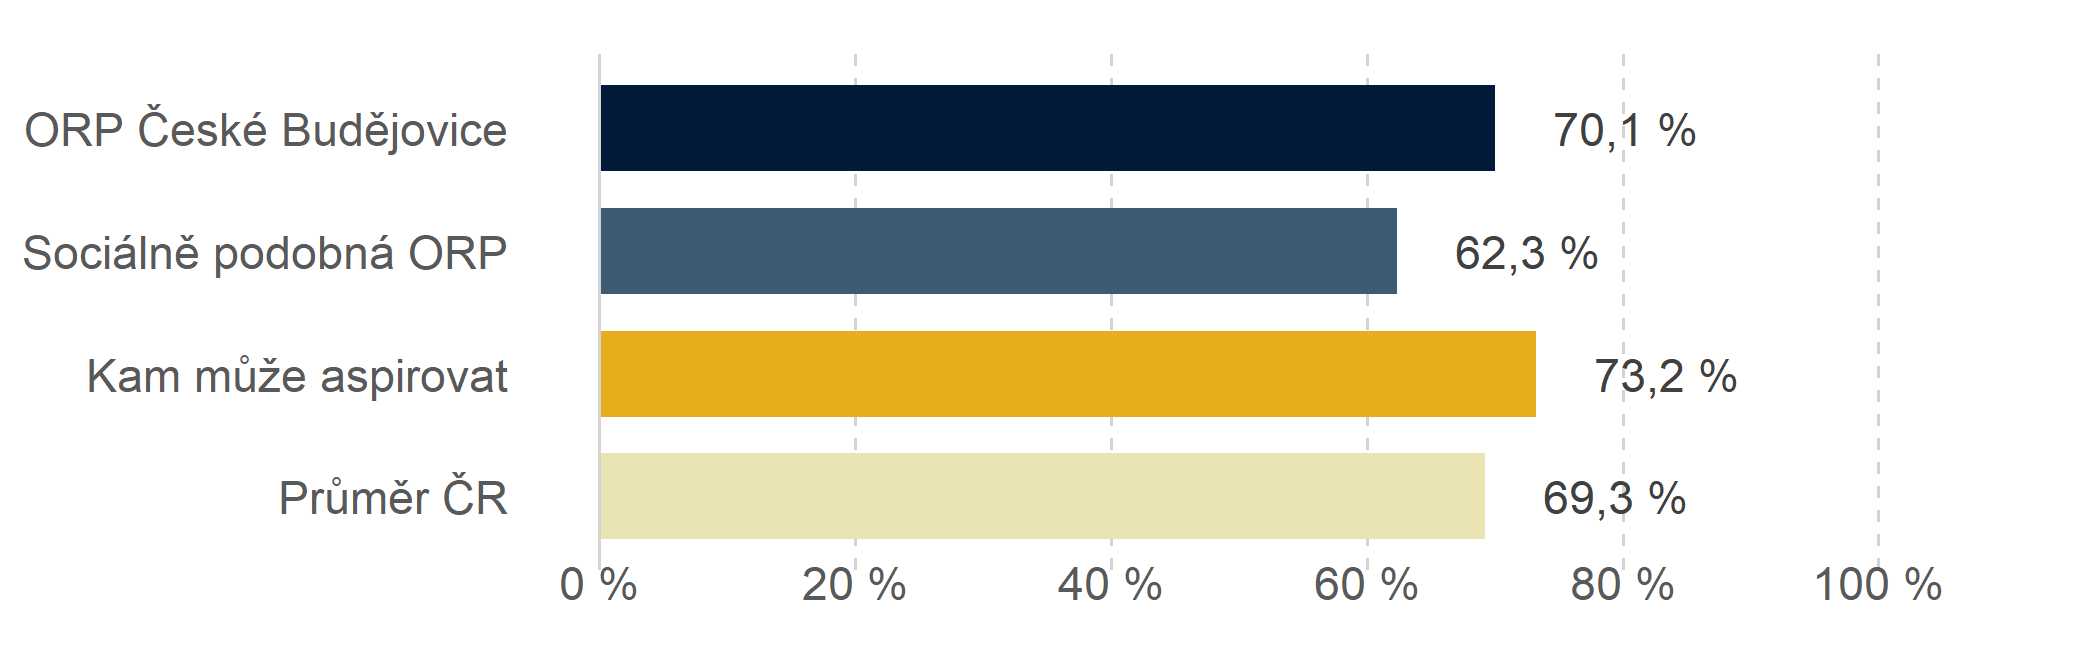 ORP České Budějovice 70,1 %
Sociálně podobná ORP 62,3 %
Kam může aspirovat 73,2 %
Průměr ČR 69,3 %
0 % 20 % 40 % 60 % 80 % 100 %